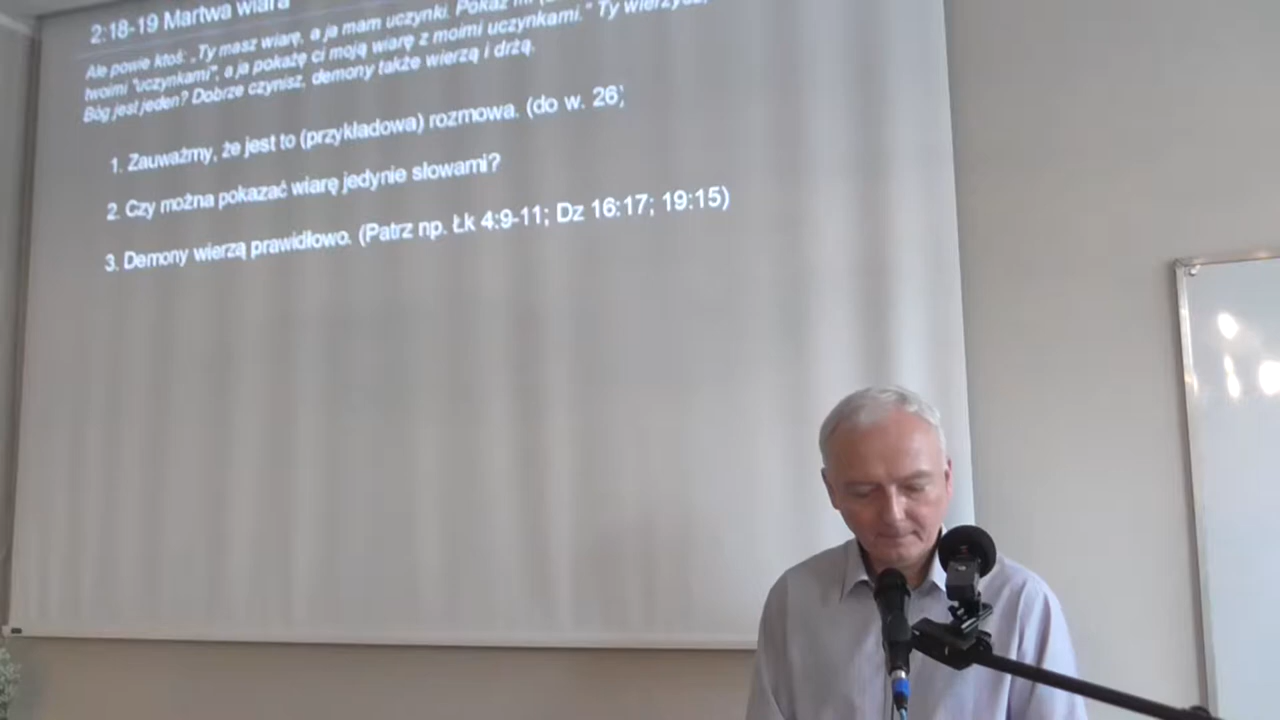 2:18-19 Martwa wiara
Ale powie ktoś: „Ty masz wiarę, a ja mam uczynki. Pokaż mi
twoimi "uczynkami", a ja pokażę ci moją wiarę z moimi uczynkami." Ty wierzysz,
Bóg jest jeden? Dobrze czynisz, demony także wierzą i drżą.
1. Zauważmy, że jest to (przykładowa) rozmowa. (do w. 26)
2. Czy można pokazać wiarę jedynie słowami?
3. Demony wierzą prawidłowo. (Patrz np. Łk 4:9-11; Dz 16:17; 19:15)